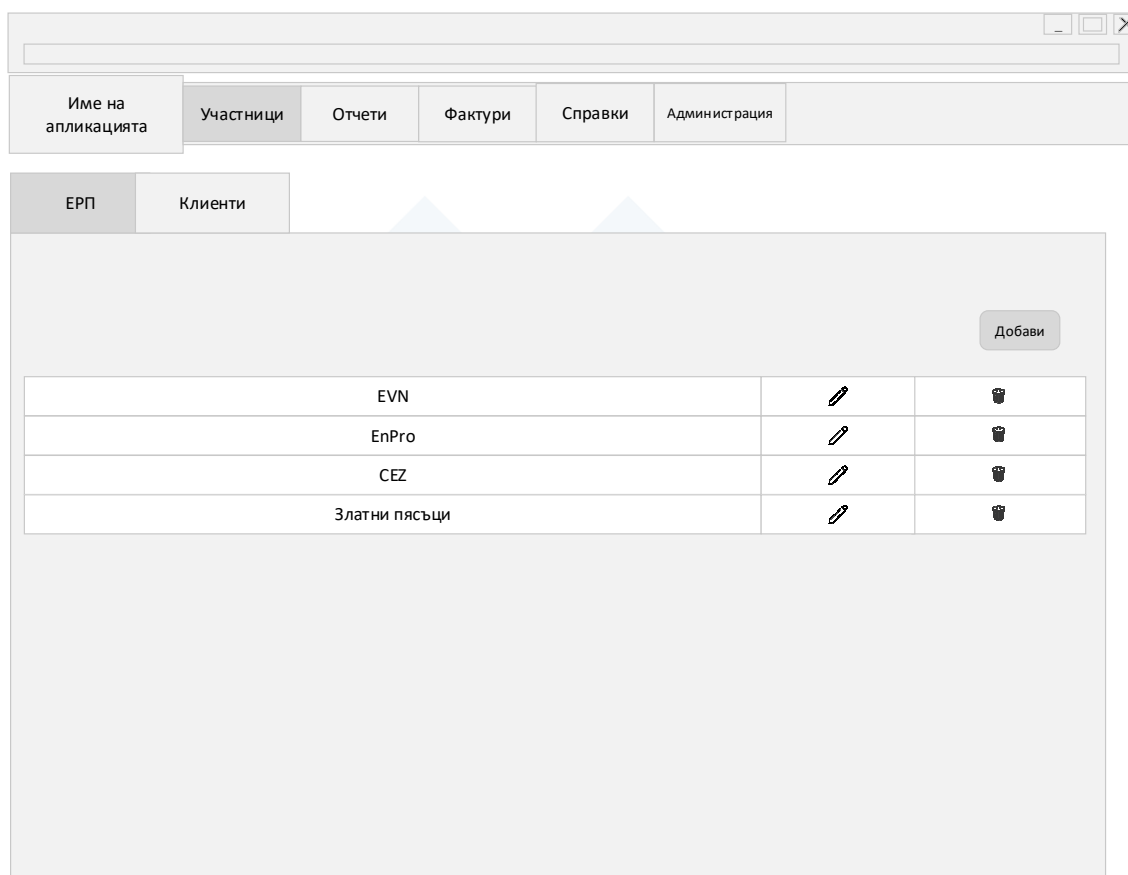 Име на
апликацията
Участници
Отчети
Фактури
Справки
Администрация
ЕРП
Клиенти
Добави
EVN
EnPro
CEZ
Златни пясъци